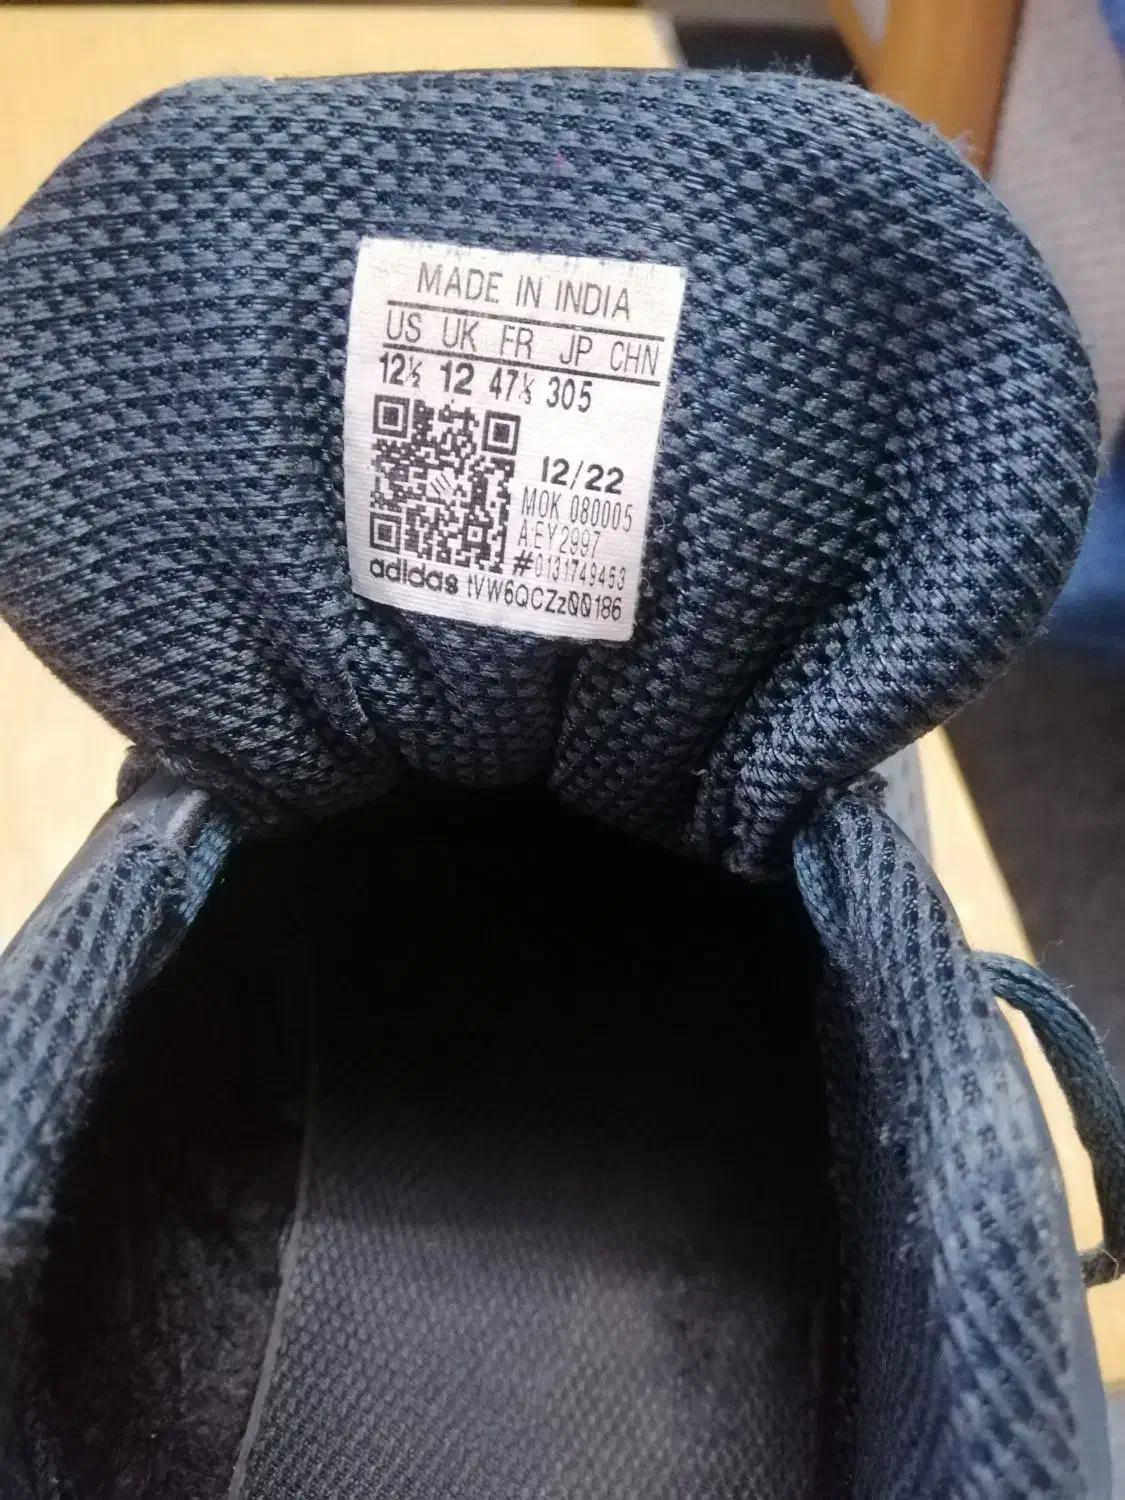 MADE IN INDIA
US UK FR JP CHN
12½ 12 47⅓ 305
12/22
MOK 080005
A.EY2997
#0131749453
adidas tVW6QCZz00186